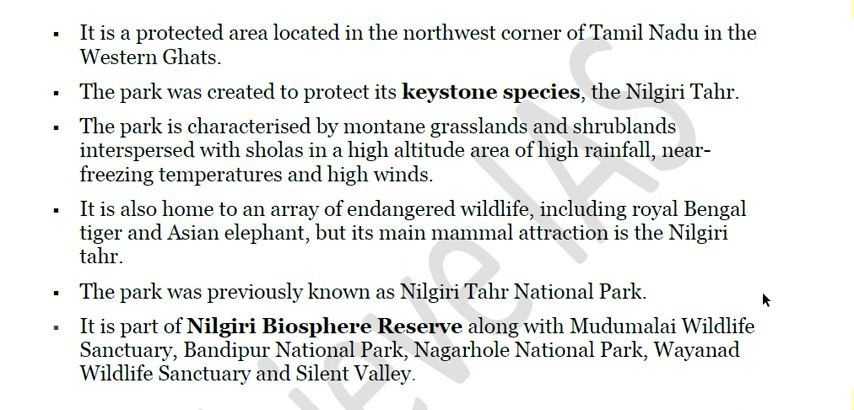 ▪ It is a protected area located in the northwest corner of Tamil Nadu in the
Western Ghats.
▪ The park was created to protect its keystone species, the Nilgiri Tahr.
▪ The park is characterised by montane grasslands and shrublands
interspersed with sholas in a high altitude area of high rainfall, near-
freezing temperatures and high winds.
▪ It is also home to an array of endangered wildlife, including royal Bengal
tiger and Asian elephant, but its main mammal attraction is the Nilgiri
tahr.
▪ The park was previously known as Nilgiri Tahr National Park.
▪ It is part of Nilgiri Biosphere Reserve along with Mudumalai Wildlife
Sanctuary, Bandipur National Park, Nagarhole National Park, Wayanad
Wildlife Sanctuary and Silent Valley.
IAS